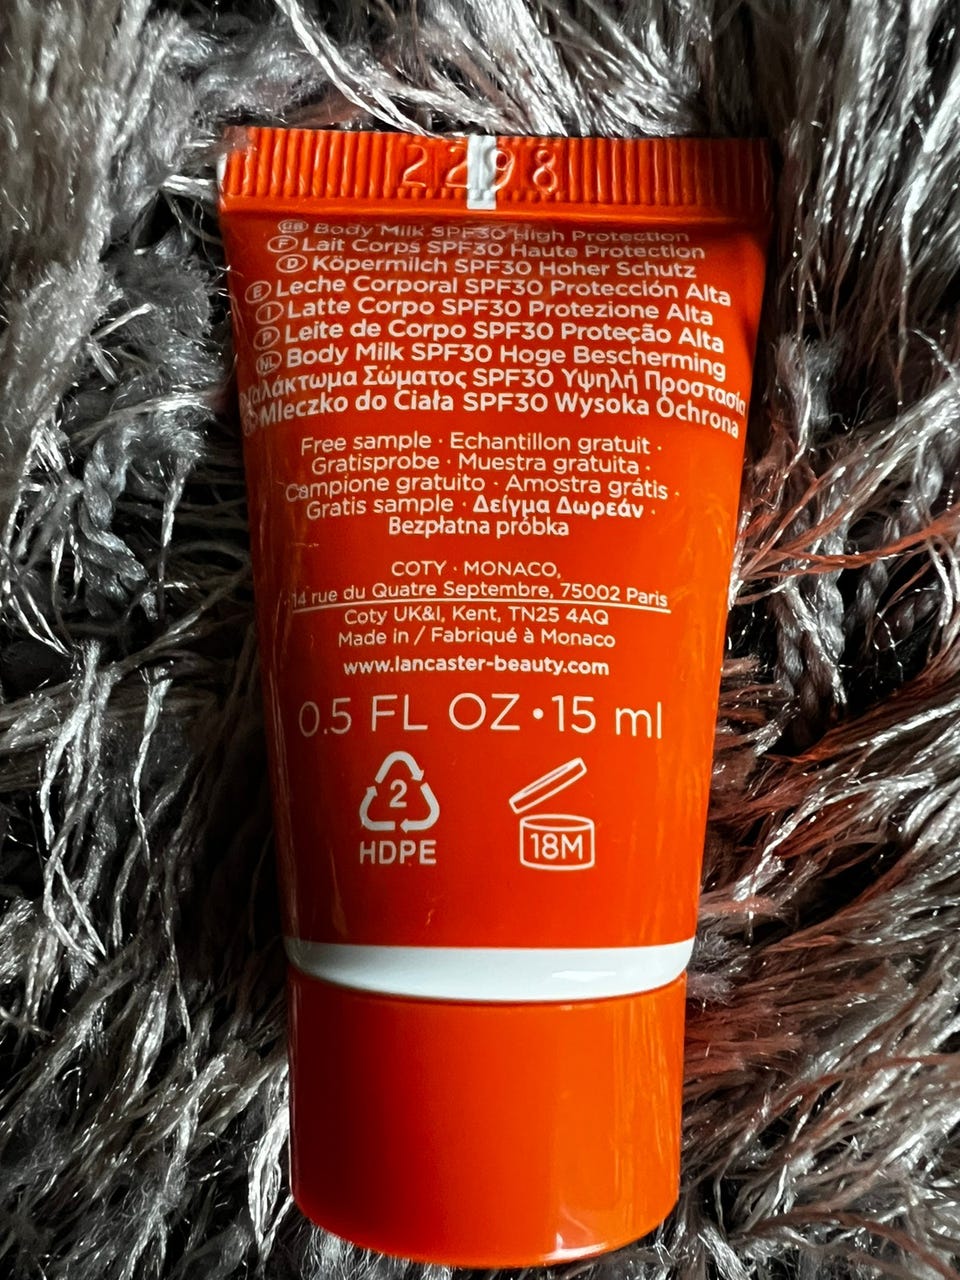 2298
GB Body Milk SPF30 High Protection
F Lait Corps SPF30 Haute Protection
D Köpermilch SPF30 Hoher Schutz
E Leche Corporal SPF30 Protección Alta
I Latte Corpo SPF30 Protezione Alta
P Leite de Corpo SPF30 Proteção Alta
NL Body Milk SPF30 Hoge Bescherming
Γαλάκτωμα Σώματος SPF30 Υψηλή Προστασία
Mleczko do Ciała SPF30 Wysoka Ochrona
Free sample · Echantillon gratuit ·
Gratisprobe · Muestra gratuita ·
Campione gratuito · Amostra grátis ·
Gratis sample · Δείγμα Δωρεάν ·
Bezpłatna próbka
COTY · MONACO,
14 rue du Quatre Septembre, 75002 Paris
Coty UK&I, Kent, TN25 4AQ
Made in / Fabriqué à Monaco
www.lancaster-beauty.com
0.5 FL OZ · 15 ml
2
HDPE
18M